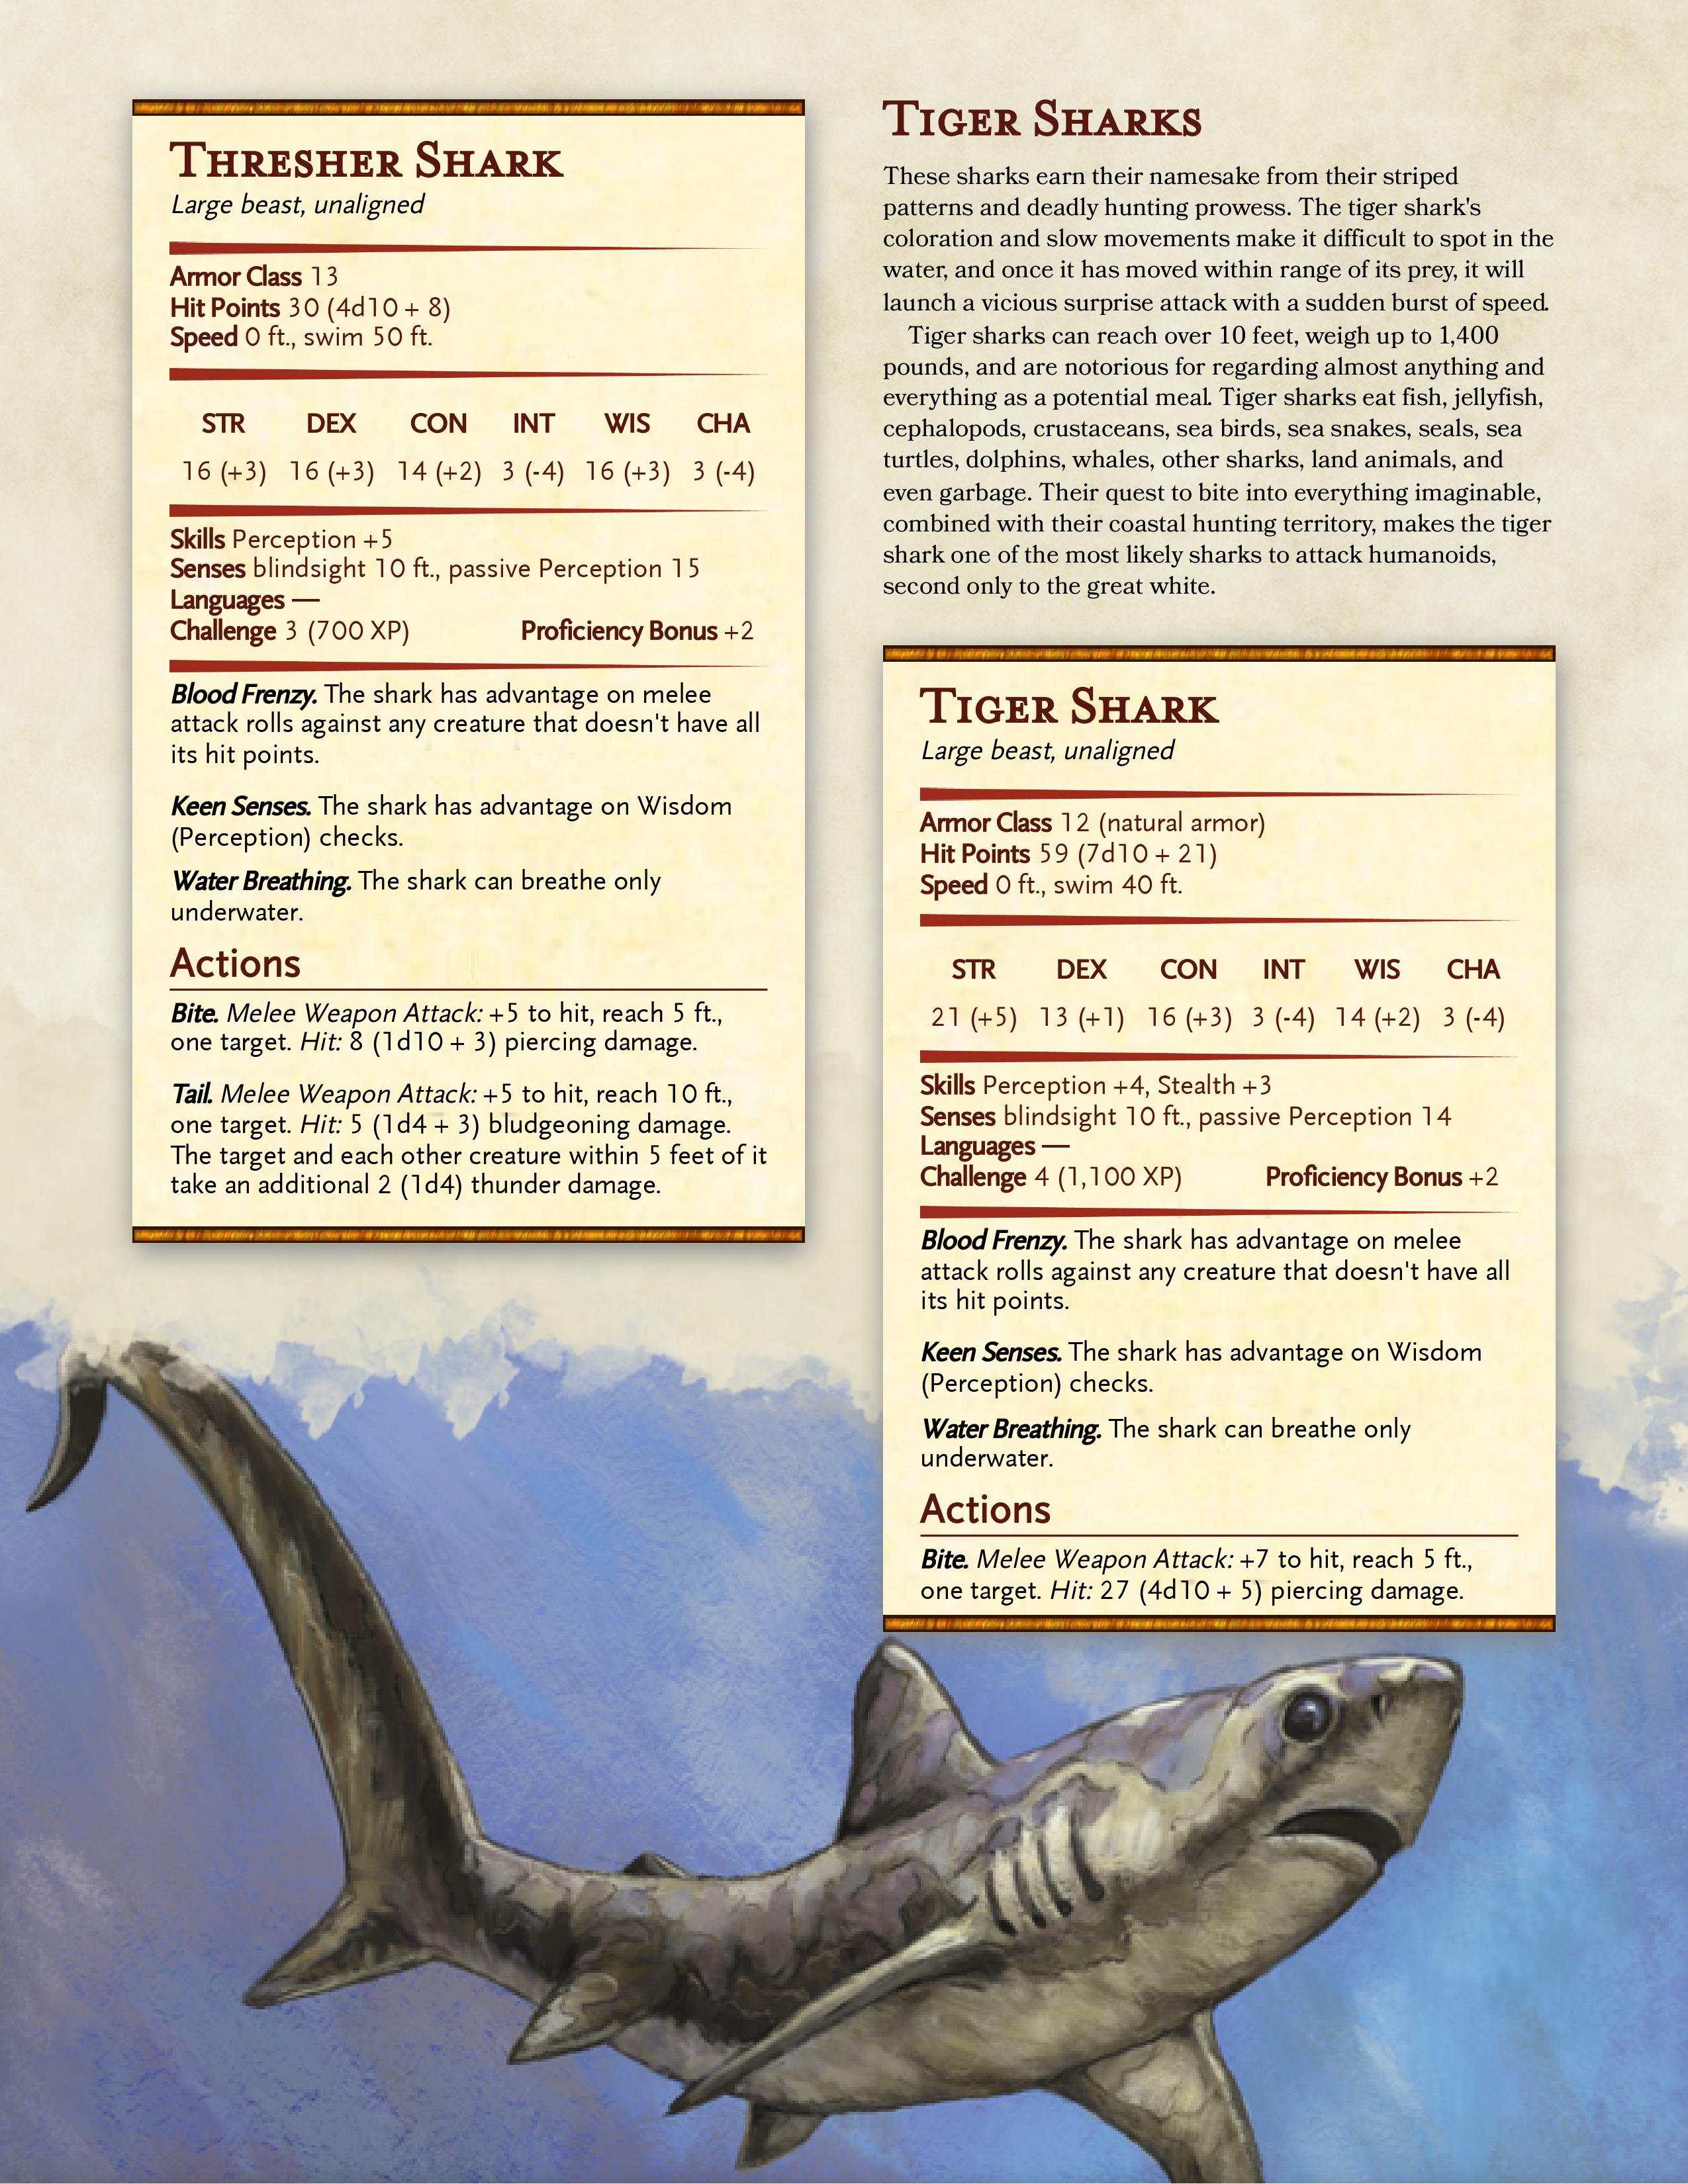 Thresher Shark
Large beast, unaligned
Armor Class 13
Hit Points 30 (4d10 + 8)
Speed 0 ft., swim 50 ft.
STR DEX CON INT WIS CHA
16 (+3) 16 (+3) 14 (+2) 3 (-4) 16 (+3) 3 (-4)
Skills Perception +5
Senses blindsight 10 ft., passive Perception 15
Languages —
Challenge 3 (700 XP) Proficiency Bonus +2
Blood Frenzy. The shark has advantage on melee
attack rolls against any creature that doesn't have all
its hit points.
Keen Senses. The shark has advantage on Wisdom
(Perception) checks.
Water Breathing. The shark can breathe only
underwater.
Actions
Bite. Melee Weapon Attack: +5 to hit, reach 5 ft.,
one target. Hit: 8 (1d10 + 3) piercing damage.
Tail. Melee Weapon Attack: +5 to hit, reach 10 ft.,
one target. Hit: 5 (1d4 + 3) bludgeoning damage.
The target and each other creature within 5 feet of it
take an additional 2 (1d4) thunder damage.
Tiger Sharks
These sharks earn their namesake from their striped
patterns and deadly hunting prowess. The tiger shark's
coloration and slow movements make it difficult to spot in the
water, and once it has moved within range of its prey, it will
launch a vicious surprise attack with a sudden burst of speed.
Tiger sharks can reach over 10 feet, weigh up to 1,400
pounds, and are notorious for regarding almost anything and
everything as a potential meal. Tiger sharks eat fish, jellyfish,
cephalopods, crustaceans, sea birds, sea snakes, seals, sea
turtles, dolphins, whales, other sharks, land animals, and
even garbage. Their quest to bite into everything imaginable,
combined with their coastal hunting territory, makes the tiger
shark one of the most likely sharks to attack humanoids,
second only to the great white.
Tiger Shark
Large beast, unaligned
Armor Class 12 (natural armor)
Hit Points 59 (7d10 + 21)
Speed 0 ft., swim 40 ft.
STR DEX CON INT WIS CHA
21 (+5) 13 (+1) 16 (+3) 3 (-4) 14 (+2) 3 (-4)
Skills Perception +4, Stealth +3
Senses blindsight 10 ft., passive Perception 14
Languages —
Challenge 4 (1,100 XP) Proficiency Bonus +2
Blood Frenzy. The shark has advantage on melee
attack rolls against any creature that doesn't have all
its hit points.
Keen Senses. The shark has advantage on Wisdom
(Perception) checks.
Water Breathing. The shark can breathe only
underwater.
Actions
Bite. Melee Weapon Attack: +7 to hit, reach 5 ft.,
one target. Hit: 27 (4d10 + 5) piercing damage.